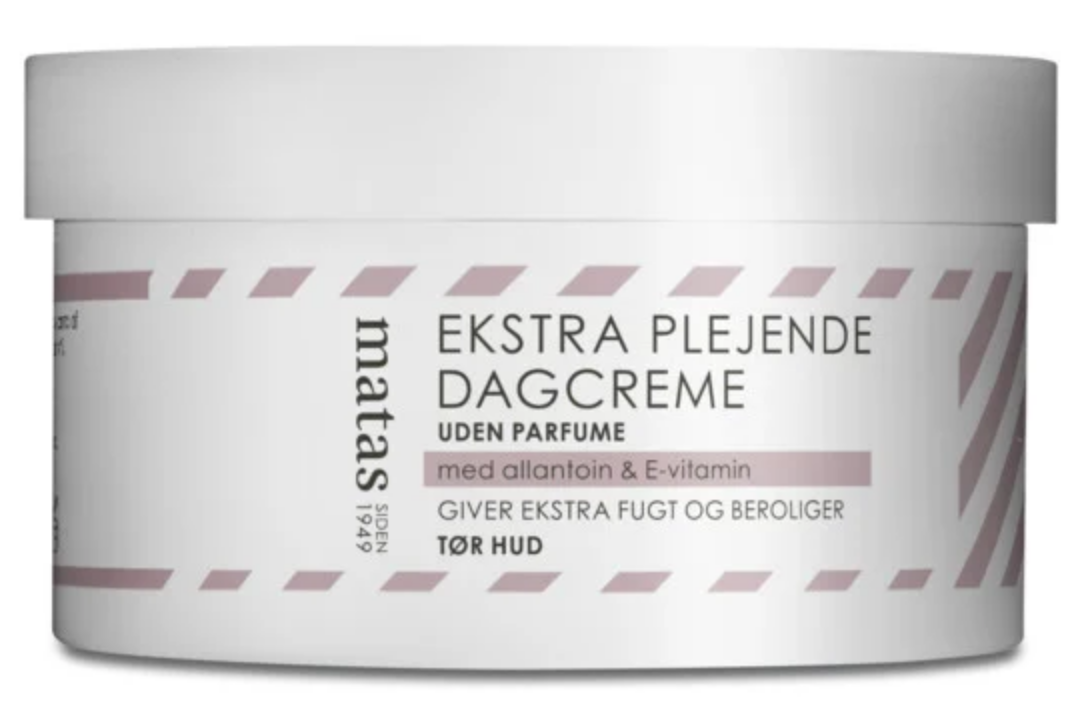 matas
SIDEN
1949
EKSTRA PLEJENDE
DAGCREME
UDEN PARFUME
med allantoin & E-vitamin
GIVER EKSTRA FUGT OG BEROLIGER
TØR HUD